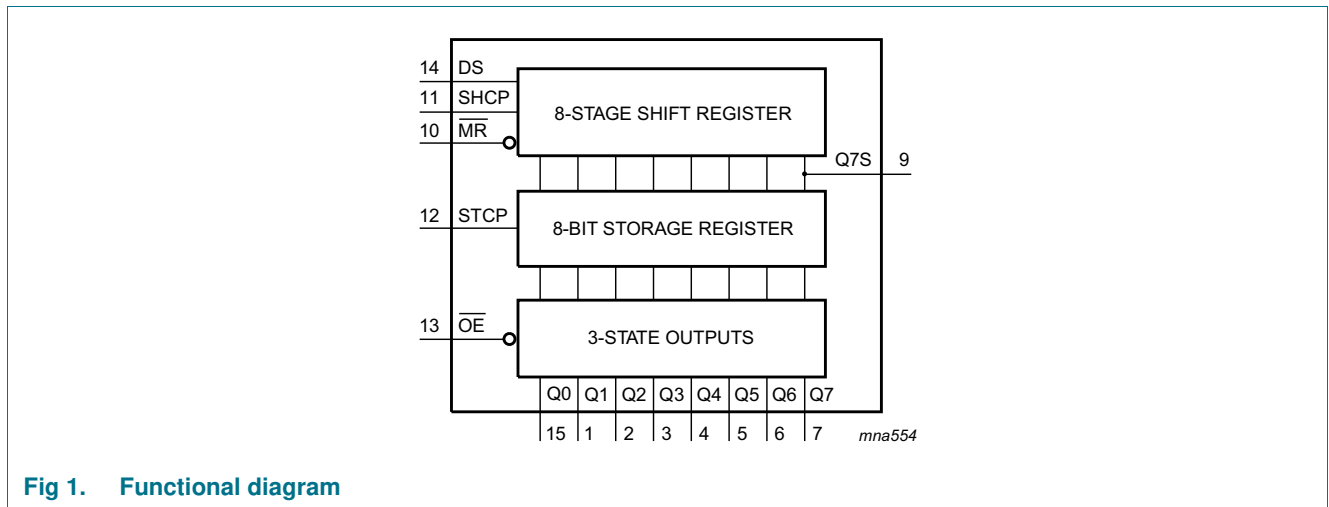 14 DS
11 SHCP
10 M̅R̅
8-STAGE SHIFT REGISTER
Q7S 9
12 STCP
8-BIT STORAGE REGISTER
13 O̅E̅
3-STATE OUTPUTS
Q0 Q1 Q2 Q3 Q4 Q5 Q6 Q7
15 1 2 3 4 5 6 7
mna554
Fig 1. Functional diagram